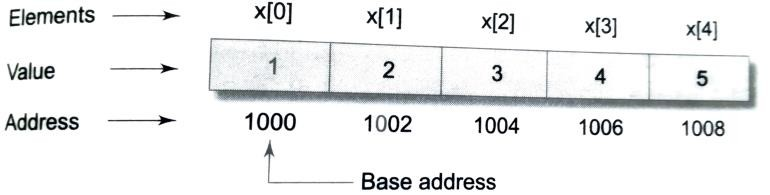 Elements x[0] x[1] x[2] x[3] x[4]
Value 1 2 3 4 5
Address 1000 1002 1004 1006 1008
Base address